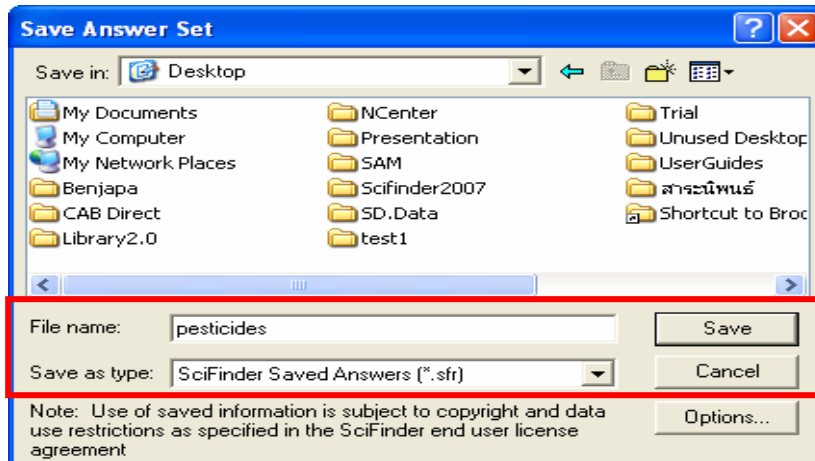 Save Answer Set
Save in: Desktop
My Documents NCenter Trial
My Computer Presentation Unused Desktop
My Network Places SAM UserGuides
Benjapa Scifinder2007 สาระนิพนธ์
CAB Direct SD.Data Shortcut to Broc
Library2.0 test1
File name: pesticides Save
Save as type: SciFinder Saved Answers (*.sfr) Cancel
Note: Use of saved information is subject to copyright and data Options...
use restrictions as specified in the SciFinder end user license
agreement